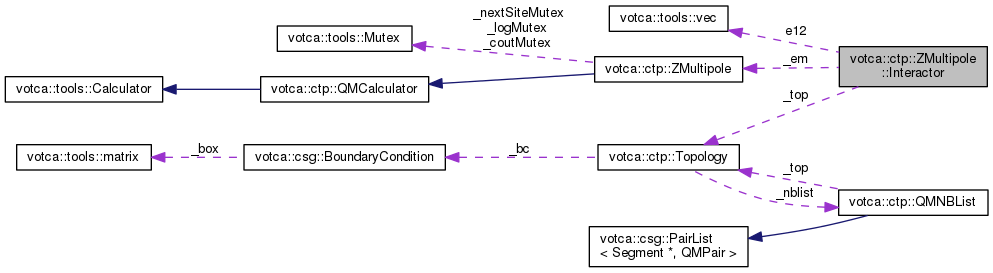 _nextSiteMutex
_logMutex
_coutMutex
votca::tools::vec
e12
votca::tools::Mutex
votca::ctp::ZMultipole
::Interactor
_em
votca::ctp::ZMultipole
votca::tools::Calculator
votca::ctp::QMCalculator
_top
votca::tools::matrix
_box
votca::csg::BoundaryCondition
_bc
votca::ctp::Topology
_top
_nblist
votca::ctp::QMNBList
votca::csg::PairList
< Segment *, QMPair >